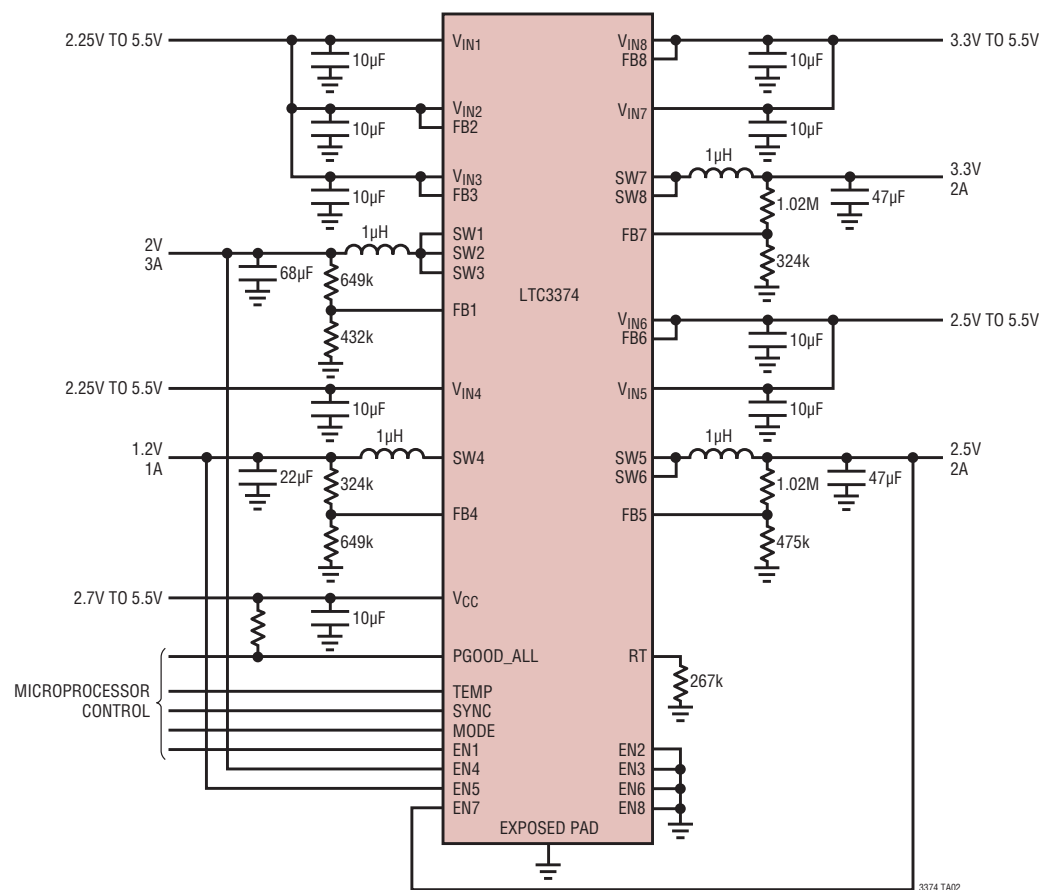 2.25V TO 5.5V
10µF
VIN1
10µF
VIN2
FB2
10µF
VIN3
FB3
2V
3A
68µF
1µH
SW1
SW2
SW3
649k
FB1
432k
2.25V TO 5.5V
10µF
VIN4
1.2V
1A
22µF
1µH
SW4
324k
FB4
649k
2.7V TO 5.5V
10µF
VCC
MICROPROCESSOR
CONTROL
PGOOD_ALL
TEMP
SYNC
MODE
EN1
EN4
EN5
EN7
LTC3374
EXPOSED PAD
VIN8
FB8
10µF
3.3V TO 5.5V
VIN7
10µF
SW7
SW8
1µH
3.3V
2A
1.02M
47µF
FB7
324k
VIN6
FB6
10µF
2.5V TO 5.5V
VIN5
10µF
SW5
SW6
1µH
2.5V
2A
1.02M
47µF
FB5
475k
RT
267k
EN2
EN3
EN6
EN8
3374 TA02